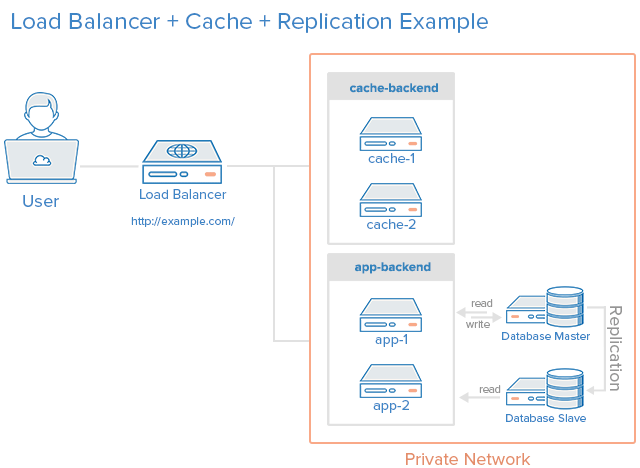 Load Balancer + Cache + Replication Example
cache-backend
cache-1
User
Load Balancer
http://example.com/
cache-2
app-backend
app-1
read
write
Database Master
Replication
app-2
read
Database Slave
Private Network